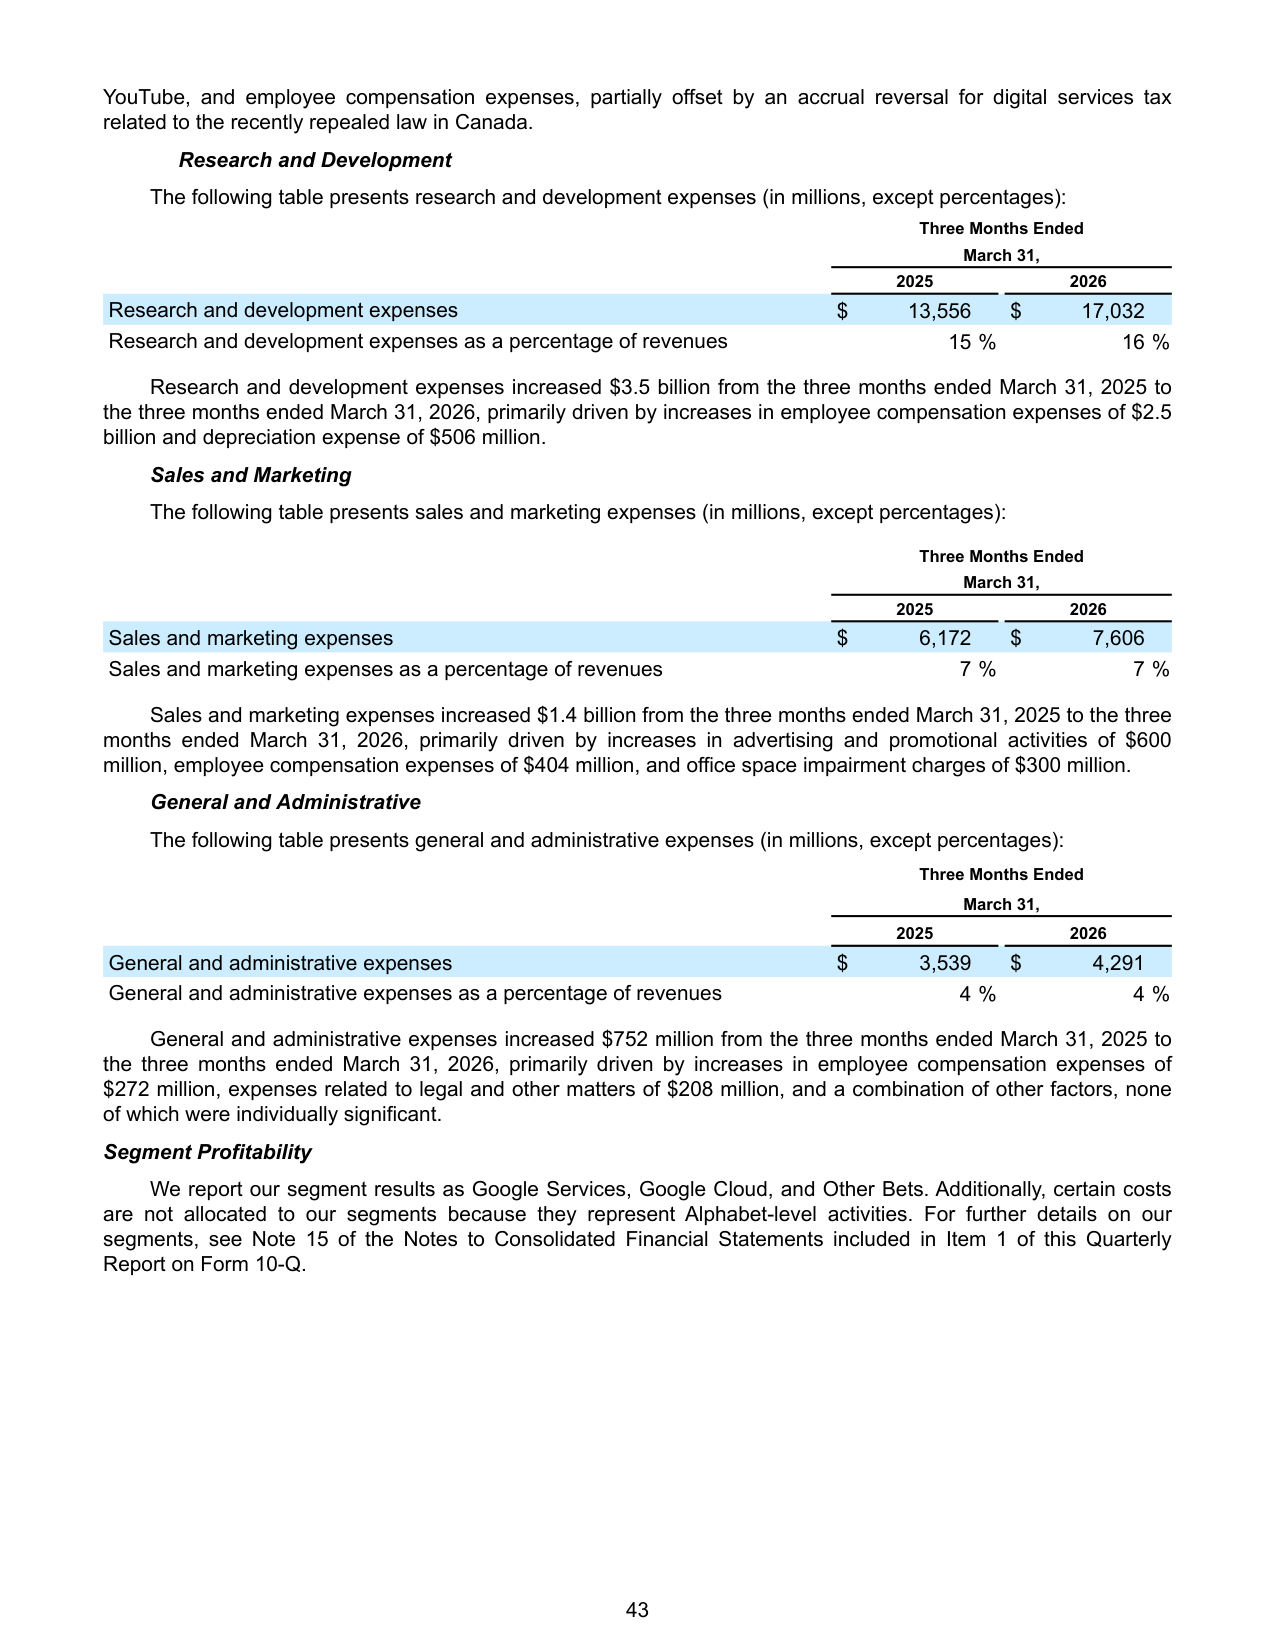 YouTube, and employee compensation expenses, partially offset by an accrual reversal for digital services tax
related to the recently repealed law in Canada.
Research and Development
The following table presents research and development expenses (in millions, except percentages):
Three Months Ended
March 31,
2025 2026
Research and development expenses $ 13,556 $ 17,032
Research and development expenses as a percentage of revenues 15 % 16 %
Research and development expenses increased $3.5 billion from the three months ended March 31, 2025 to
the three months ended March 31, 2026, primarily driven by increases in employee compensation expenses of $2.5
billion and depreciation expense of $506 million.
Sales and Marketing
The following table presents sales and marketing expenses (in millions, except percentages):
Three Months Ended
March 31,
2025 2026
Sales and marketing expenses $ 6,172 $ 7,606
Sales and marketing expenses as a percentage of revenues 7 % 7 %
Sales and marketing expenses increased $1.4 billion from the three months ended March 31, 2025 to the three
months ended March 31, 2026, primarily driven by increases in advertising and promotional activities of $600
million, employee compensation expenses of $404 million, and office space impairment charges of $300 million.
General and Administrative
The following table presents general and administrative expenses (in millions, except percentages):
Three Months Ended
March 31,
2025 2026
General and administrative expenses $ 3,539 $ 4,291
General and administrative expenses as a percentage of revenues 4 % 4 %
General and administrative expenses increased $752 million from the three months ended March 31, 2025 to
the three months ended March 31, 2026, primarily driven by increases in employee compensation expenses of
$272 million, expenses related to legal and other matters of $208 million, and a combination of other factors, none
of which were individually significant.
Segment Profitability
We report our segment results as Google Services, Google Cloud, and Other Bets. Additionally, certain costs
are not allocated to our segments because they represent Alphabet-level activities. For further details on our
segments, see Note 15 of the Notes to Consolidated Financial Statements included in Item 1 of this Quarterly
Report on Form 10-Q.
43